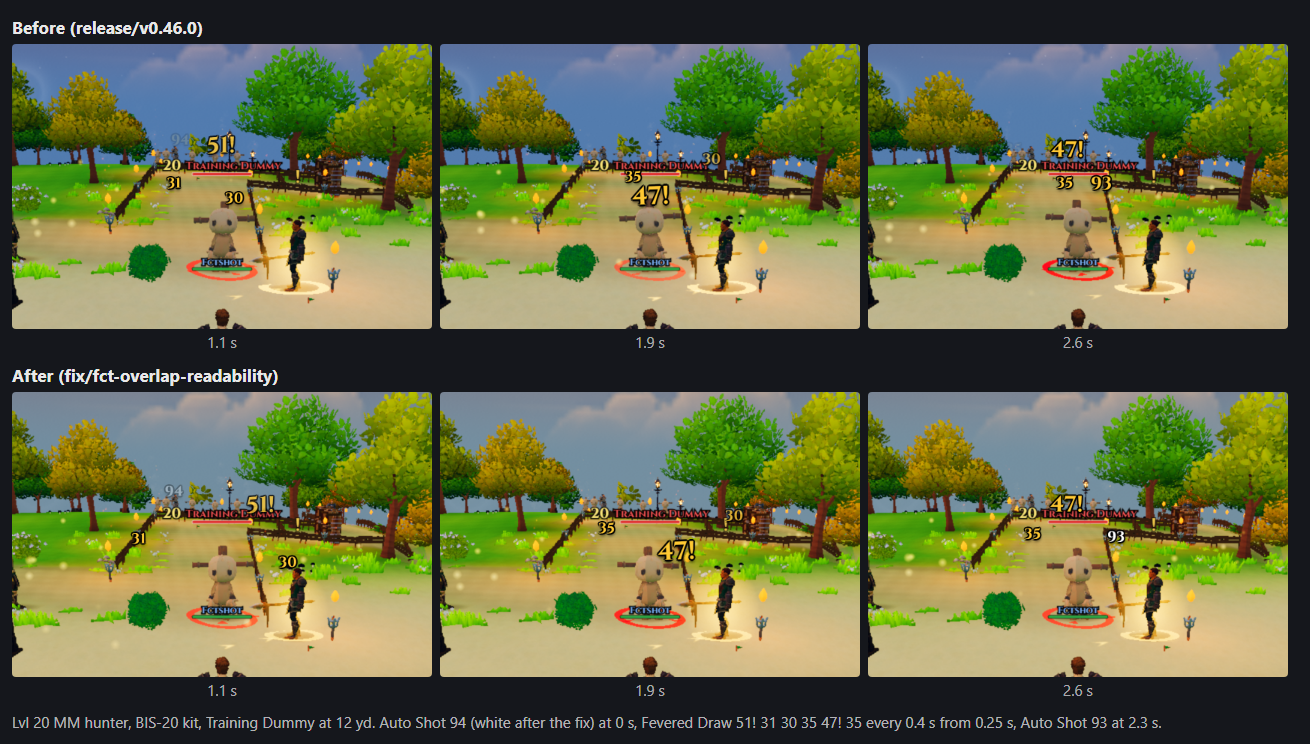 Before (release/v0.46.0)
94 51!
20 TRAINING DUMMY
31
30
FCTSHOT
1.1 s
30
20 TRAINING DUMMY
35
47!
FCTSHOT
1.9 s
47!
20 TRAINING DUMMY
35 93
FCTSHOT
2.6 s
After (fix/fct-overlap-readability)
94
51!
20 TRAINING DUMMY
31
30
FCTSHOT
1.1 s
20 TRAINING DUMMY 30
35
47!
FCTSHOT
1.9 s
47!
20 TRAINING DUMMY
35 93
FCTSHOT
2.6 s
Lvl 20 MM hunter, BIS-20 kit, Training Dummy at 12 yd. Auto Shot 94 (white after the fix) at 0 s, Fevered Draw 51! 31 30 35 47! 35 every 0.4 s from 0.25 s, Auto Shot 93 at 2.3 s.